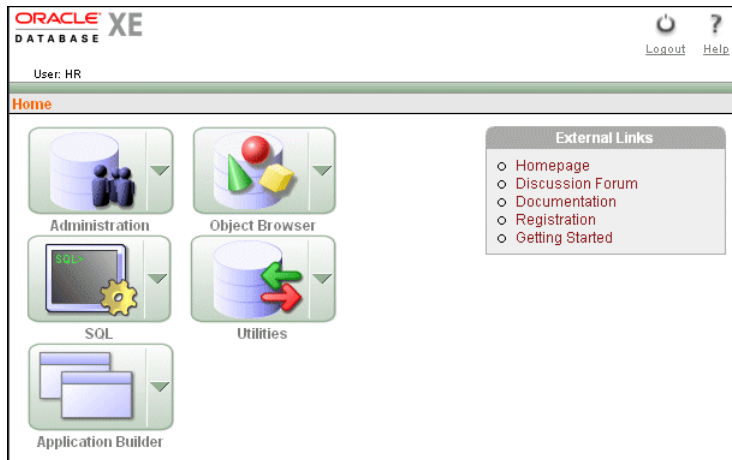 ORACLE XE
DATABASE
Logout Help
User: HR
Home
Administration
Object Browser
SQL>
SQL
Utilities
Application Builder
External Links
Homepage
Discussion Forum
Documentation
Registration
Getting Started